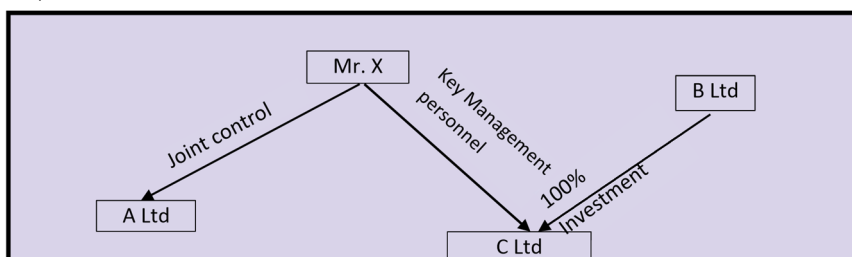 Mr. X
Key Management
personnel
B Ltd
Joint control
100%
Investment
A Ltd
C Ltd